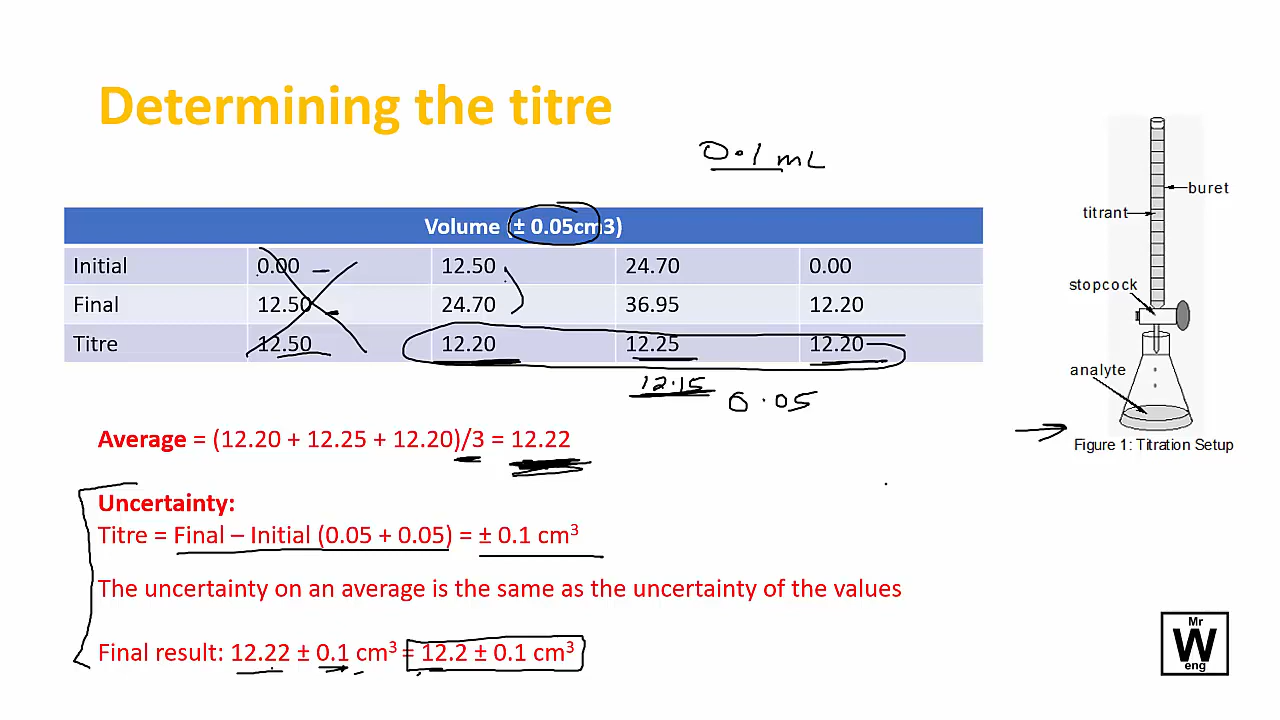 Determining the titre
0.1 mL
Volume (± 0.05cm3)
Initial 0.00 12.50 24.70 0.00
Final 12.50 24.70 36.95 12.20
Titre 12.50 12.20 12.25 12.20
12.15
0.05
Average = (12.20 + 12.25 + 12.20)/3 = 12.22
Uncertainty:
Titre = Final – Initial (0.05 + 0.05) = ± 0.1 cm³
The uncertainty on an average is the same as the uncertainty of the values
Final result: 12.22 ± 0.1 cm³ = 12.2 ± 0.1 cm³
buret
titrant
stopcock
analyte
Figure 1: Titration Setup
Mr
W
eng